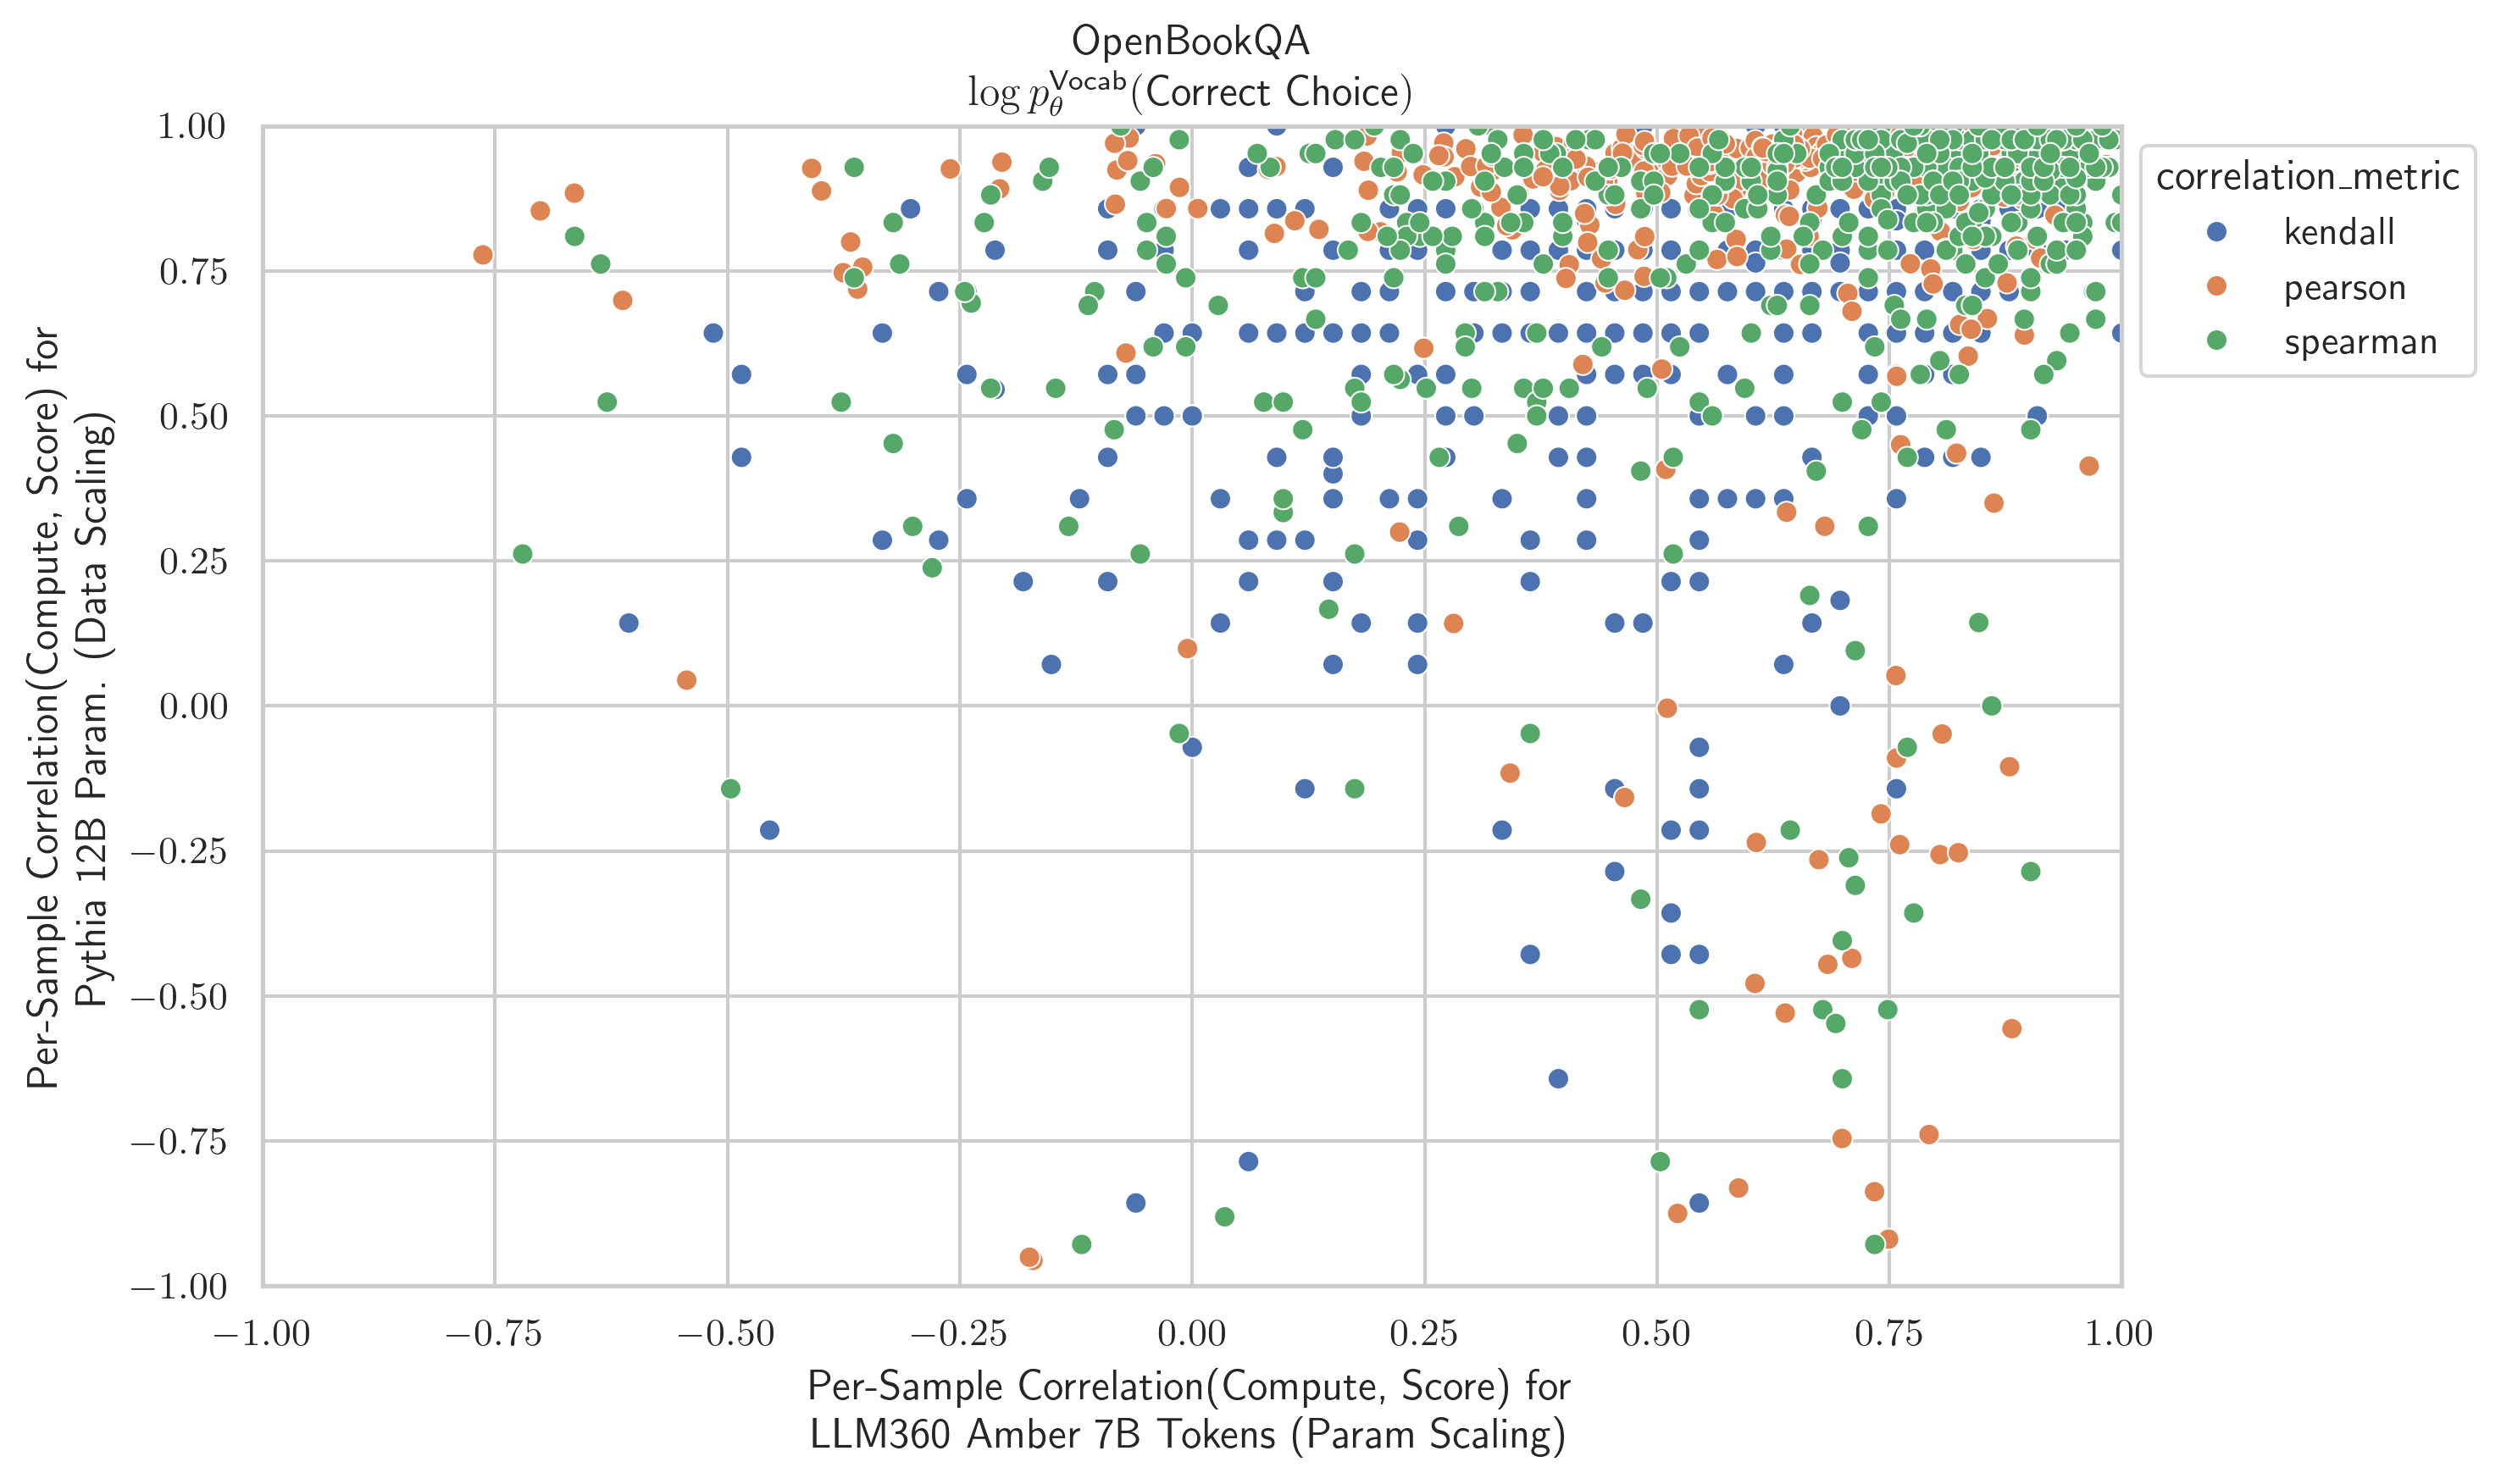 OpenBookQA
log p_θ^Vocab(Correct Choice)
1.00
0.75
0.50
0.25
0.00
−0.25
−0.50
−0.75
−1.00
Per-Sample Correlation(Compute, Score) for
Pythia 12B Param. (Data Scaling)
−1.00 −0.75 −0.50 −0.25 0.00 0.25 0.50 0.75 1.00
Per-Sample Correlation(Compute, Score) for
LLM360 Amber 7B Tokens (Param Scaling)
correlation_metric
kendall
pearson
spearman